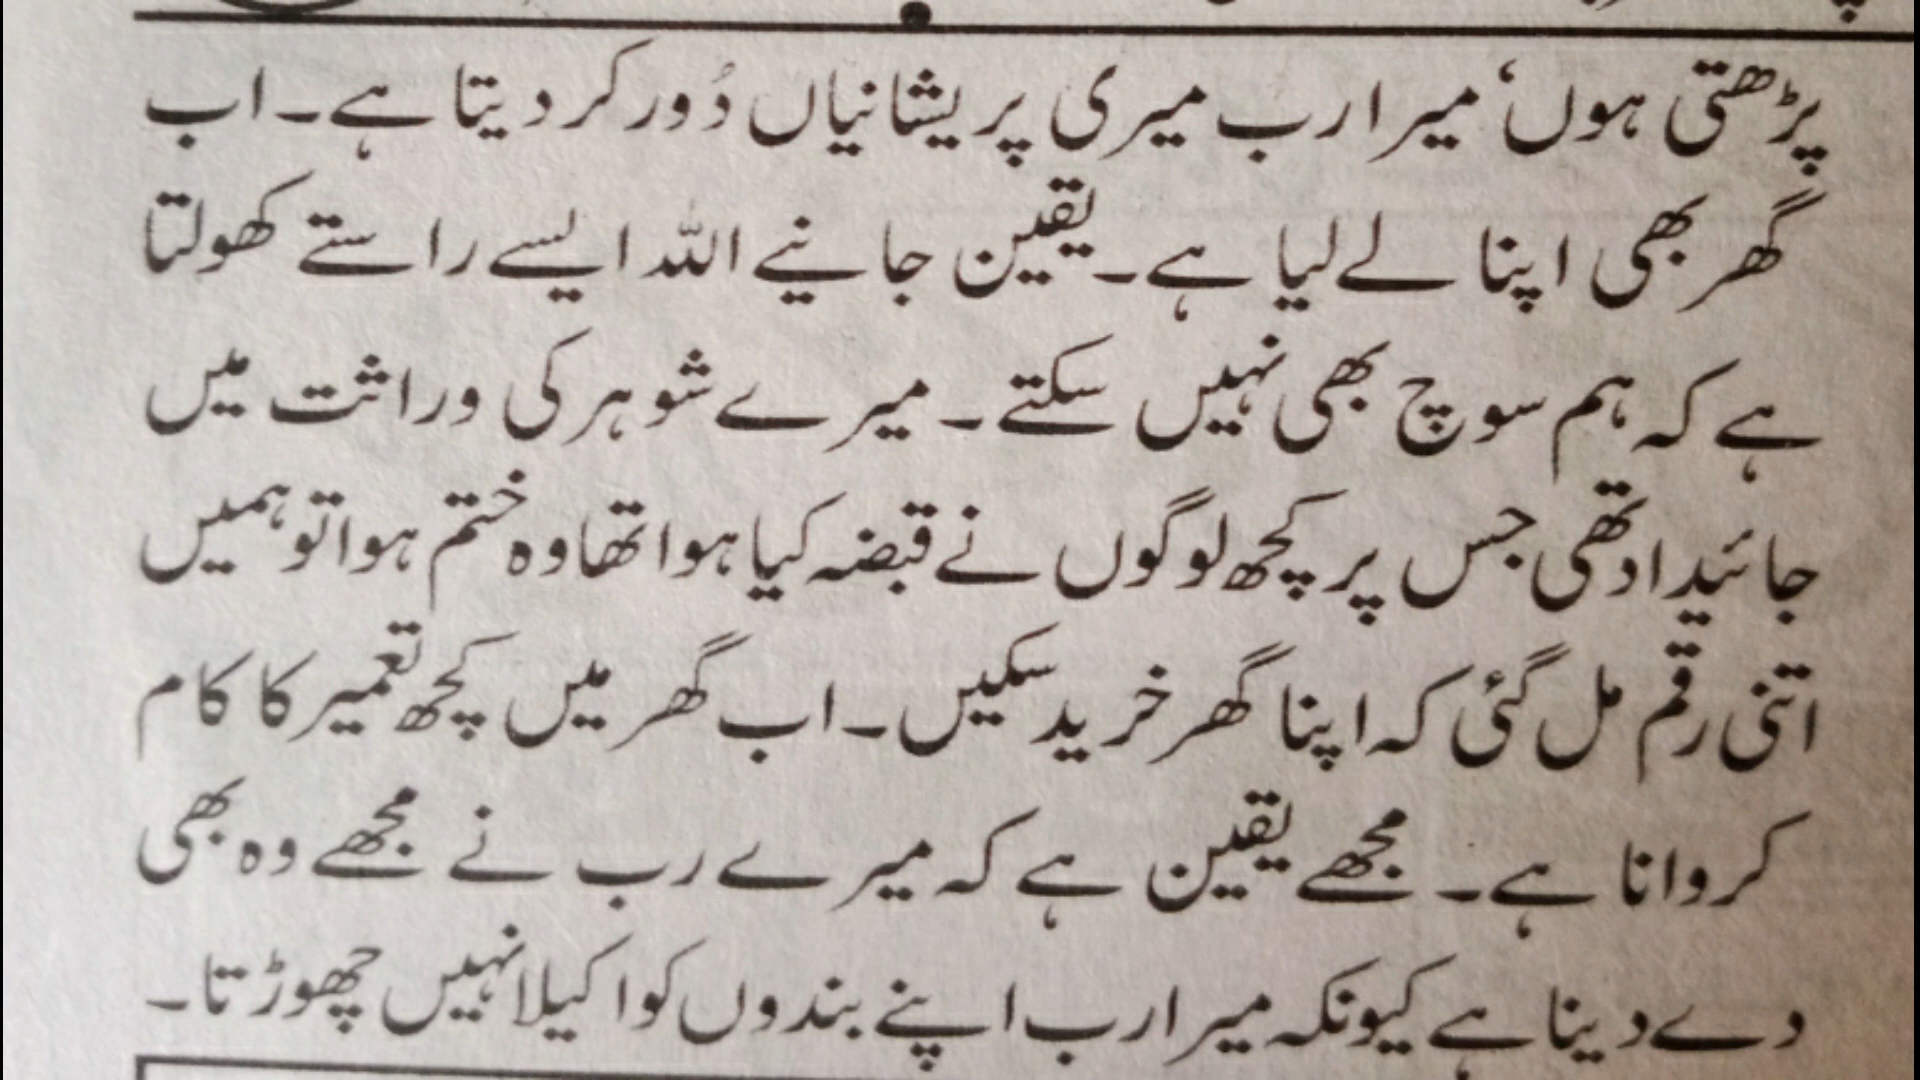 پڑھتی ہوں، میرا رب میری پریشانیاں دُور کر دیتا ہے۔ اب
گھر بھی اپنا لے لیا ہے۔ یقین جانیے اللہ ایسے راستے کھولتا
ہے کہ ہم سوچ بھی نہیں سکتے۔ میرے شوہر کی وراثت میں
جائیداد تھی جس پر کچھ لوگوں نے قبضہ کیا ہوا تھا وہ ختم ہوا تو ہمیں
اتنی رقم مل گئی کہ اپنا گھر خرید سکیں۔ اب گھر میں کچھ تعمیر کا کام
کروانا ہے۔ مجھے یقین ہے کہ میرے رب نے مجھے وہ بھی
دے دینا ہے کیونکہ میرا رب اپنے بندوں کو اکیلا نہیں چھوڑتا۔